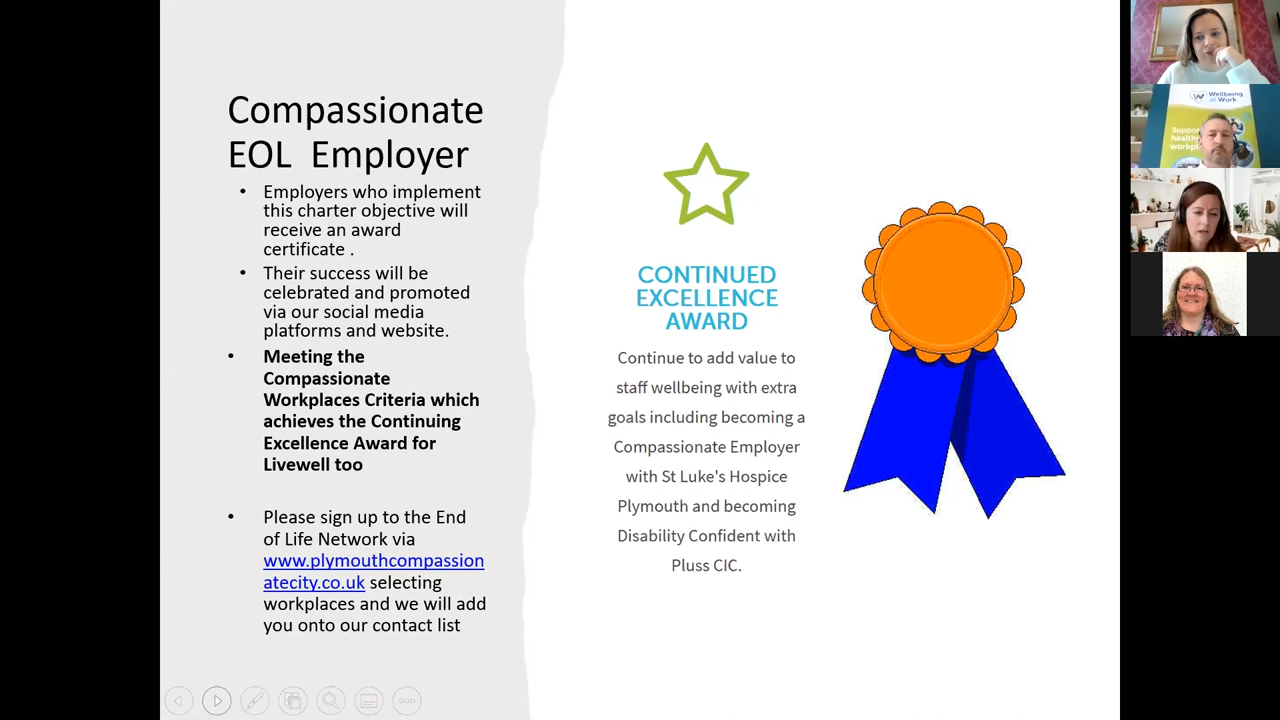 Compassionate
EOL Employer
• Employers who implement
this charter objective will
receive an award
certificate .
• Their success will be
celebrated and promoted
via our social media
platforms and website.
• Meeting the
Compassionate
Workplaces Criteria which
achieves the Continuing
Excellence Award for
Livewell too
• Please sign up to the End
of Life Network via
www.plymouthcompassion
atecity.co.uk selecting
workplaces and we will add
you onto our contact list
CONTINUED
EXCELLENCE
AWARD
Continue to add value to
staff wellbeing with extra
goals including becoming a
Compassionate Employer
with St Luke's Hospice
Plymouth and becoming
Disability Confident with
Pluss CIC.
Wellbeing
at Work